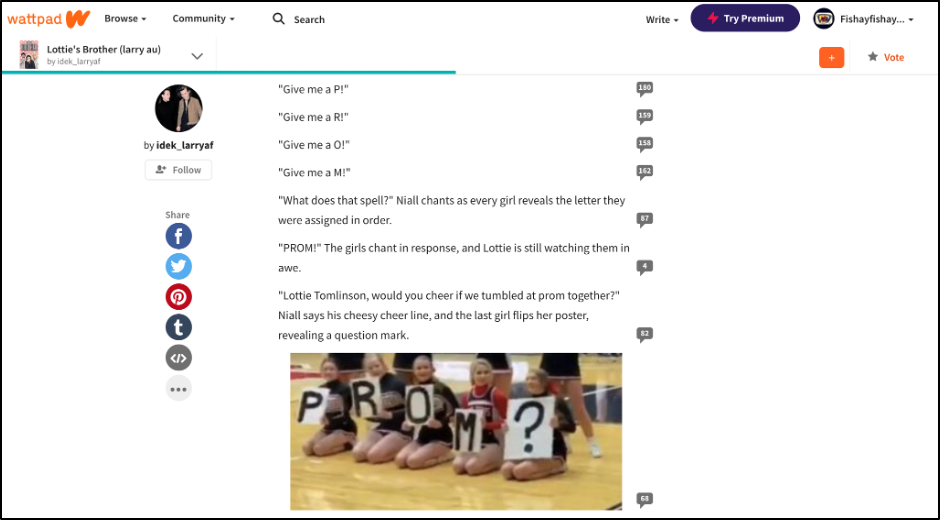 wattpad
Browse
Community
Search
Write
Try Premium
Fishayfishay...
Lottie's Brother (larry au)
by idek_larryaf
+
Vote
by idek_larryaf
Follow
Share
"Give me a P!"
180
"Give me a R!"
159
"Give me a O!"
158
"Give me a M!"
162
"What does that spell?" Niall chants as every girl reveals the letter they
were assigned in order.
87
"PROM!" The girls chant in response, and Lottie is still watching them in
awe.
4
"Lottie Tomlinson, would you cheer if we tumbled at prom together?"
Niall says his cheesy cheer line, and the last girl flips her poster,
revealing a question mark.
82
PROM?
68